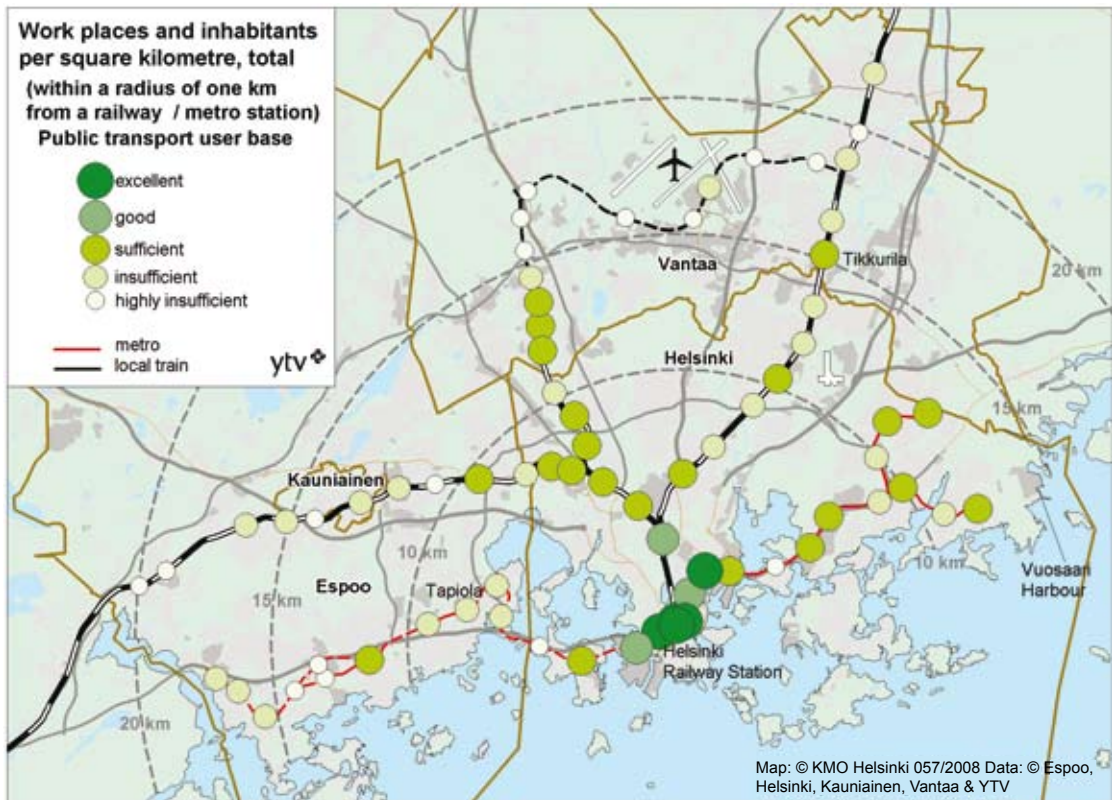 Work places and inhabitants
per square kilometre, total
(within a radius of one km
from a railway / metro station)
Public transport user base
excellent
good
sufficient
insufficient
highly insufficient
metro
local train
ytv
Vantaa
Tikkurila
20 km
Helsinki
15 km
Kauniainen
10 km
10 km
Espoo
Tapiola
15 km
Vuosaan
Harbour
Helsinki
Railway Station
20 km
Map: © KMO Helsinki 057/2008 Data: © Espoo,
Helsinki, Kauniainen, Vantaa & YTV